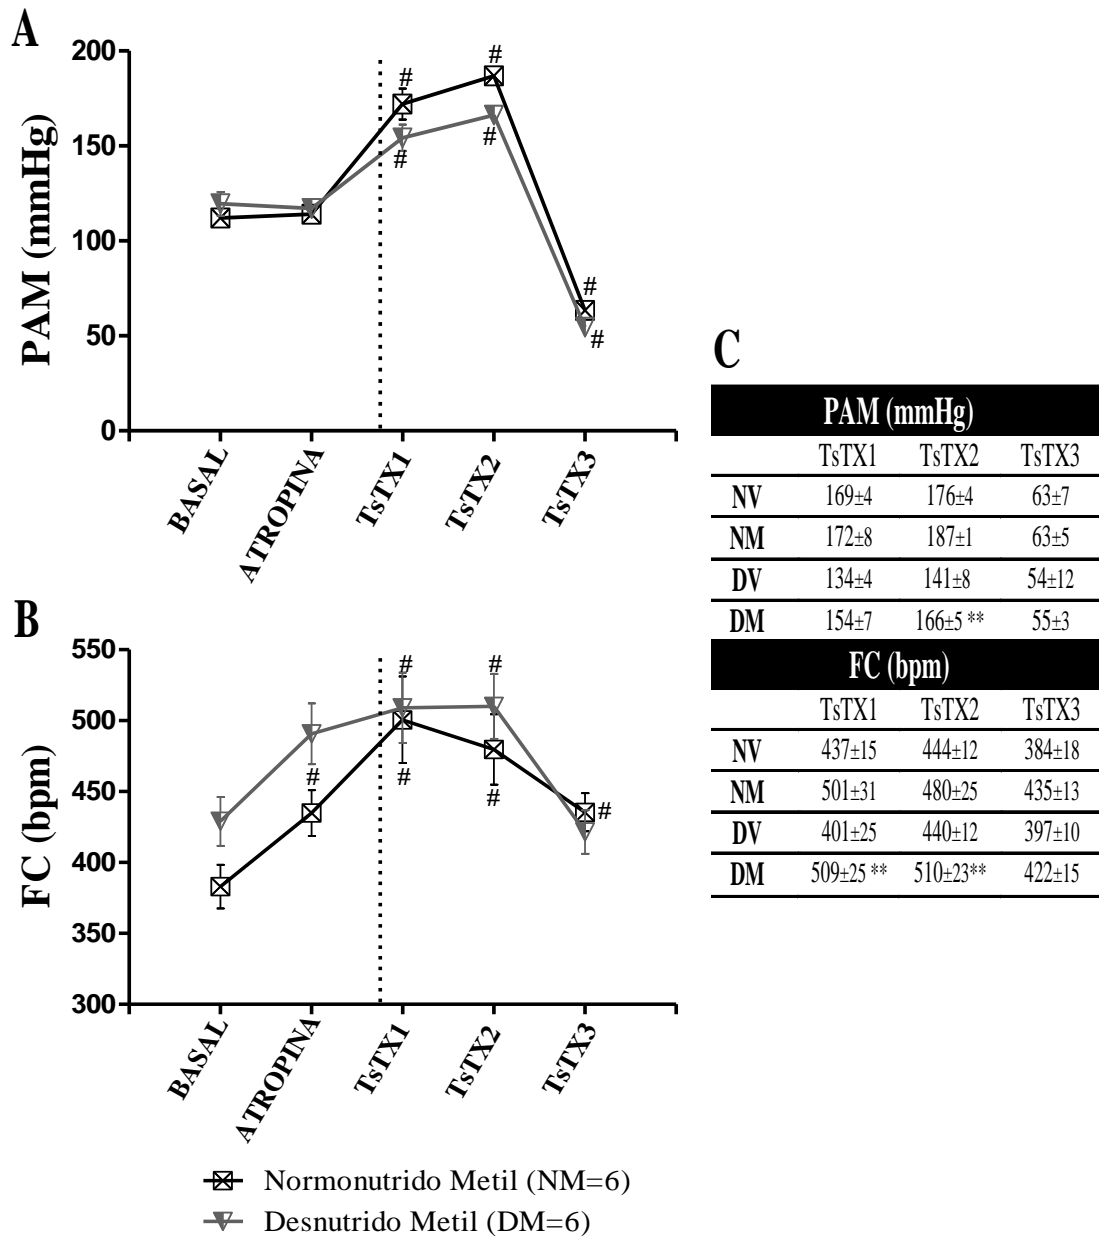 A
200
150
100
50
0
PAM (mmHg)
#
#
#
#
#
#
BASAL
ATROPINA
TsTX1
TsTX2
TsTX3
B
550
500
450
400
350
300
FC (bpm)
#
#
#
#
#
#
BASAL
ATROPINA
TsTX1
TsTX2
TsTX3
Normonutrido Metil (NM=6)
Desnutrido Metil (DM=6)
C
PAM (mmHg)
TsTX1 TsTX2 TsTX3
NV 169±4 176±4 63±7
NM 172±8 187±1 63±5
DV 134±4 141±8 54±12
DM 154±7 166±5 ** 55±3
FC (bpm)
TsTX1 TsTX2 TsTX3
NV 437±15 444±12 384±18
NM 501±31 480±25 435±13
DV 401±25 440±12 397±10
DM 509±25 ** 510±23** 422±15